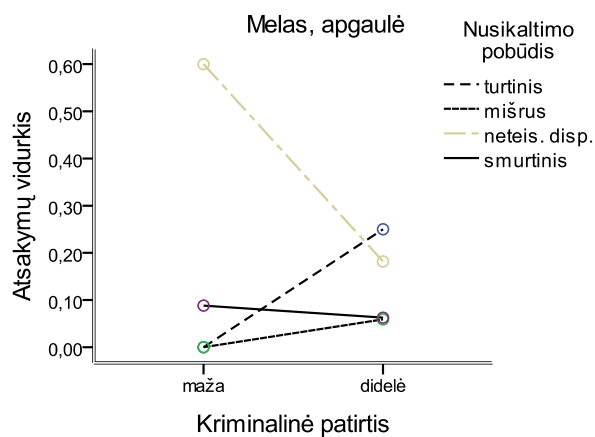 Melas, apgaulė
Nusikaltimo
pobūdis
turtinis
mišrus
neteis. disp.
smurtinis
Atsakymų vidurkis
0,60
0,50
0,40
0,30
0,20
0,10
0,00
maža
didelė
Kriminalinė patirtis